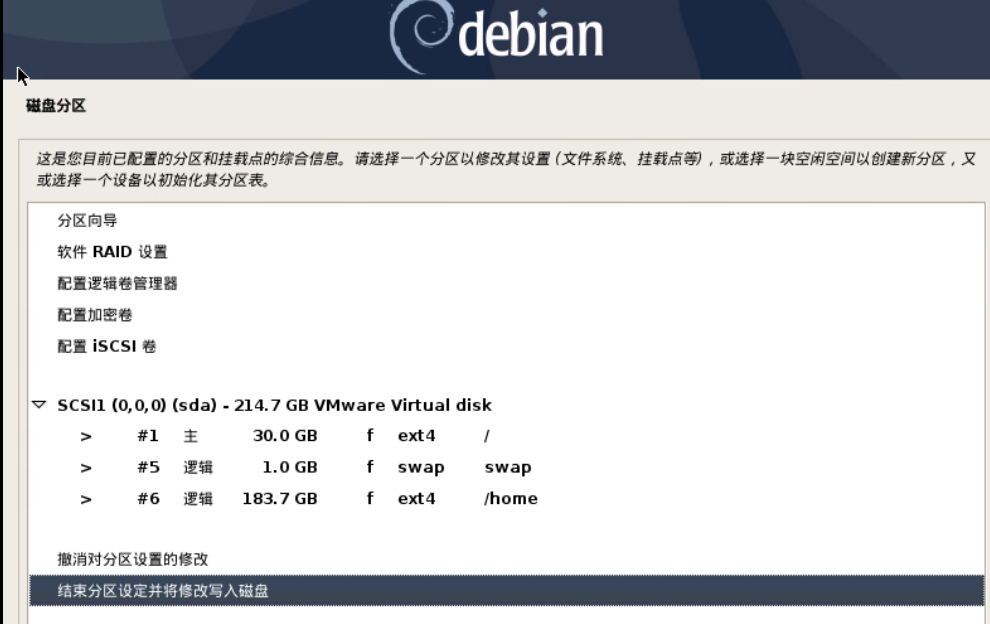 debian
磁盘分区
这是您目前已配置的分区和挂载点的综合信息。请选择一个分区以修改其设置（文件系统、挂载点等），或选择一块空闲空间以创建新分区，又
或选择一个设备以初始化其分区表。
分区向导
软件 RAID 设置
配置逻辑卷管理器
配置加密卷
配置 iSCSI 卷
SCSI1 (0,0,0) (sda) - 214.7 GB VMware Virtual disk
> #1 主 30.0 GB f ext4 /
> #5 逻辑 1.0 GB f swap swap
> #6 逻辑 183.7 GB f ext4 /home
撤消对分区设置的修改
结束分区设定并将修改写入磁盘